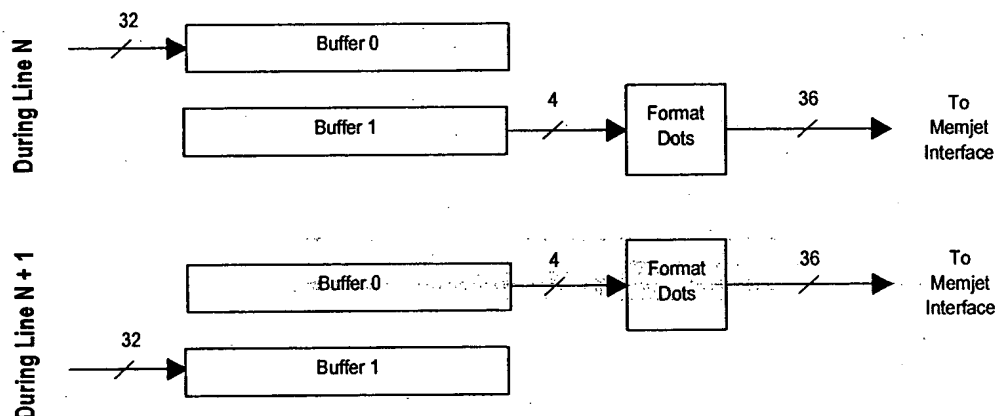 During Line N
32
Buffer 0
Buffer 1
4
Format
Dots
36
To
Memjet
Interface
During Line N + 1
Buffer 0
4
Format
Dots
36
To
Memjet
Interface
32
Buffer 1